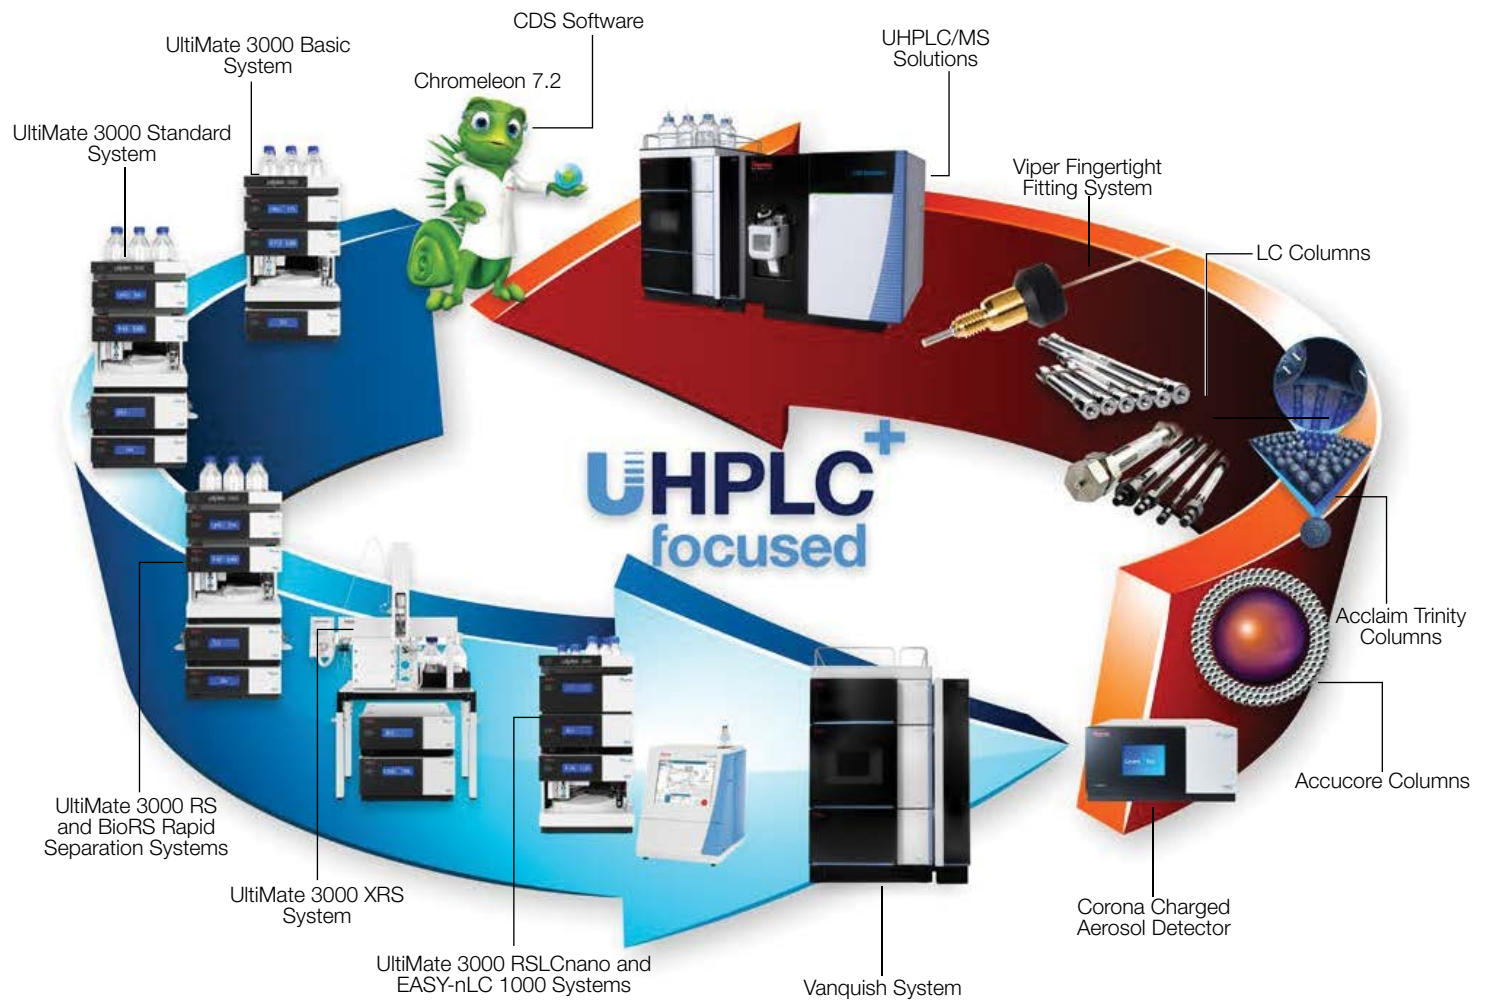 CDS Software
UltiMate 3000 Basic
System
UHPLC/MS
Solutions
Chromeleon 7.2
UltiMate 3000 Standard
System
Viper Fingertight
Fitting System
LC Columns
UHPLC+
focused
Acclaim Trinity
Columns
Accucore Columns
UltiMate 3000 RS
and BioRS Rapid
Separation Systems
UltiMate 3000 XRS
System
Corona Charged
Aerosol Detector
UltiMate 3000 RSLCnano and
EASY-nLC 1000 Systems
Vanquish System